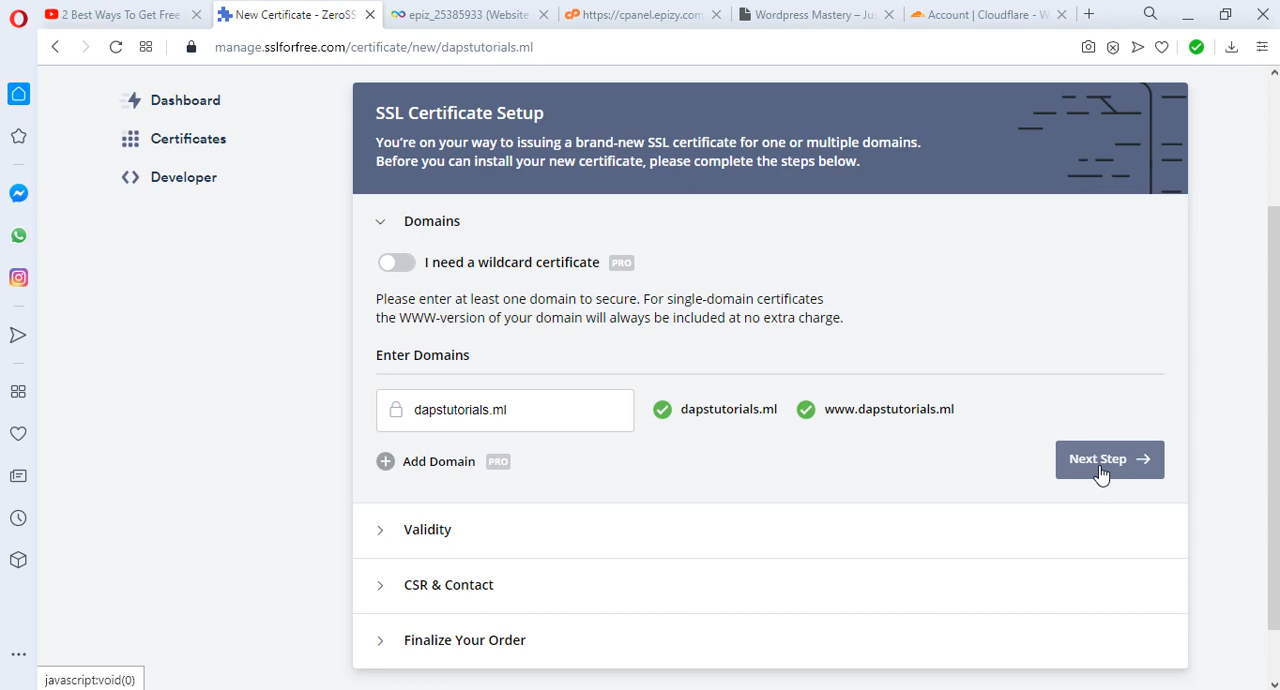 2 Best Ways To Get Free
New Certificate - ZeroSS
epiz_25385933 (Website
https://cpanel.epizy.com
Wordpress Mastery – Jus
Account | Cloudflare - W
manage.sslforfree.com/certificate/new/dapstutorials.ml
Dashboard
Certificates
Developer
SSL Certificate Setup
You're on your way to issuing a brand-new SSL certificate for one or multiple domains.
Before you can install your new certificate, please complete the steps below.
Domains
I need a wildcard certificate PRO
Please enter at least one domain to secure. For single-domain certificates
the WWW-version of your domain will always be included at no extra charge.
Enter Domains
dapstutorials.ml
dapstutorials.ml
www.dapstutorials.ml
Add Domain PRO
Next Step
Validity
CSR & Contact
Finalize Your Order
javascript:void(0)